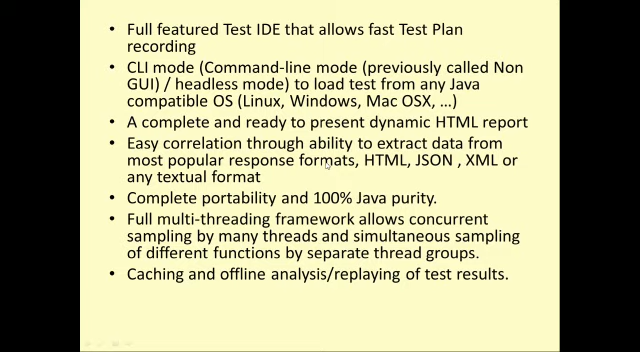 • Full featured Test IDE that allows fast Test Plan
recording
• CLI mode (Command-line mode (previously called Non
GUI) / headless mode) to load test from any Java
compatible OS (Linux, Windows, Mac OSX, …)
• A complete and ready to present dynamic HTML report
• Easy correlation through ability to extract data from
most popular response formats, HTML, JSON , XML or
any textual format
• Complete portability and 100% Java purity.
• Full multi-threading framework allows concurrent
sampling by many threads and simultaneous sampling
of different functions by separate thread groups.
• Caching and offline analysis/replaying of test results.